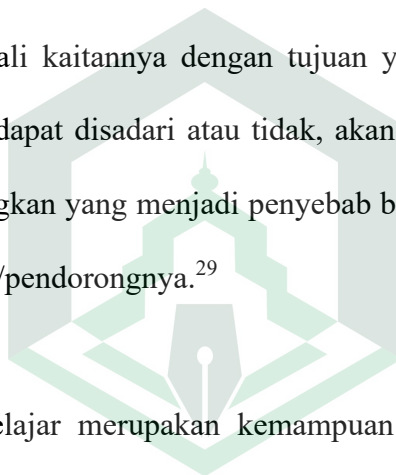 ali kaitannya dengan tujuan y
dapat disadari atau tidak, akan
gkan yang menjadi penyebab b
/pendorongnya.²⁹
elajar merupakan kemampuan